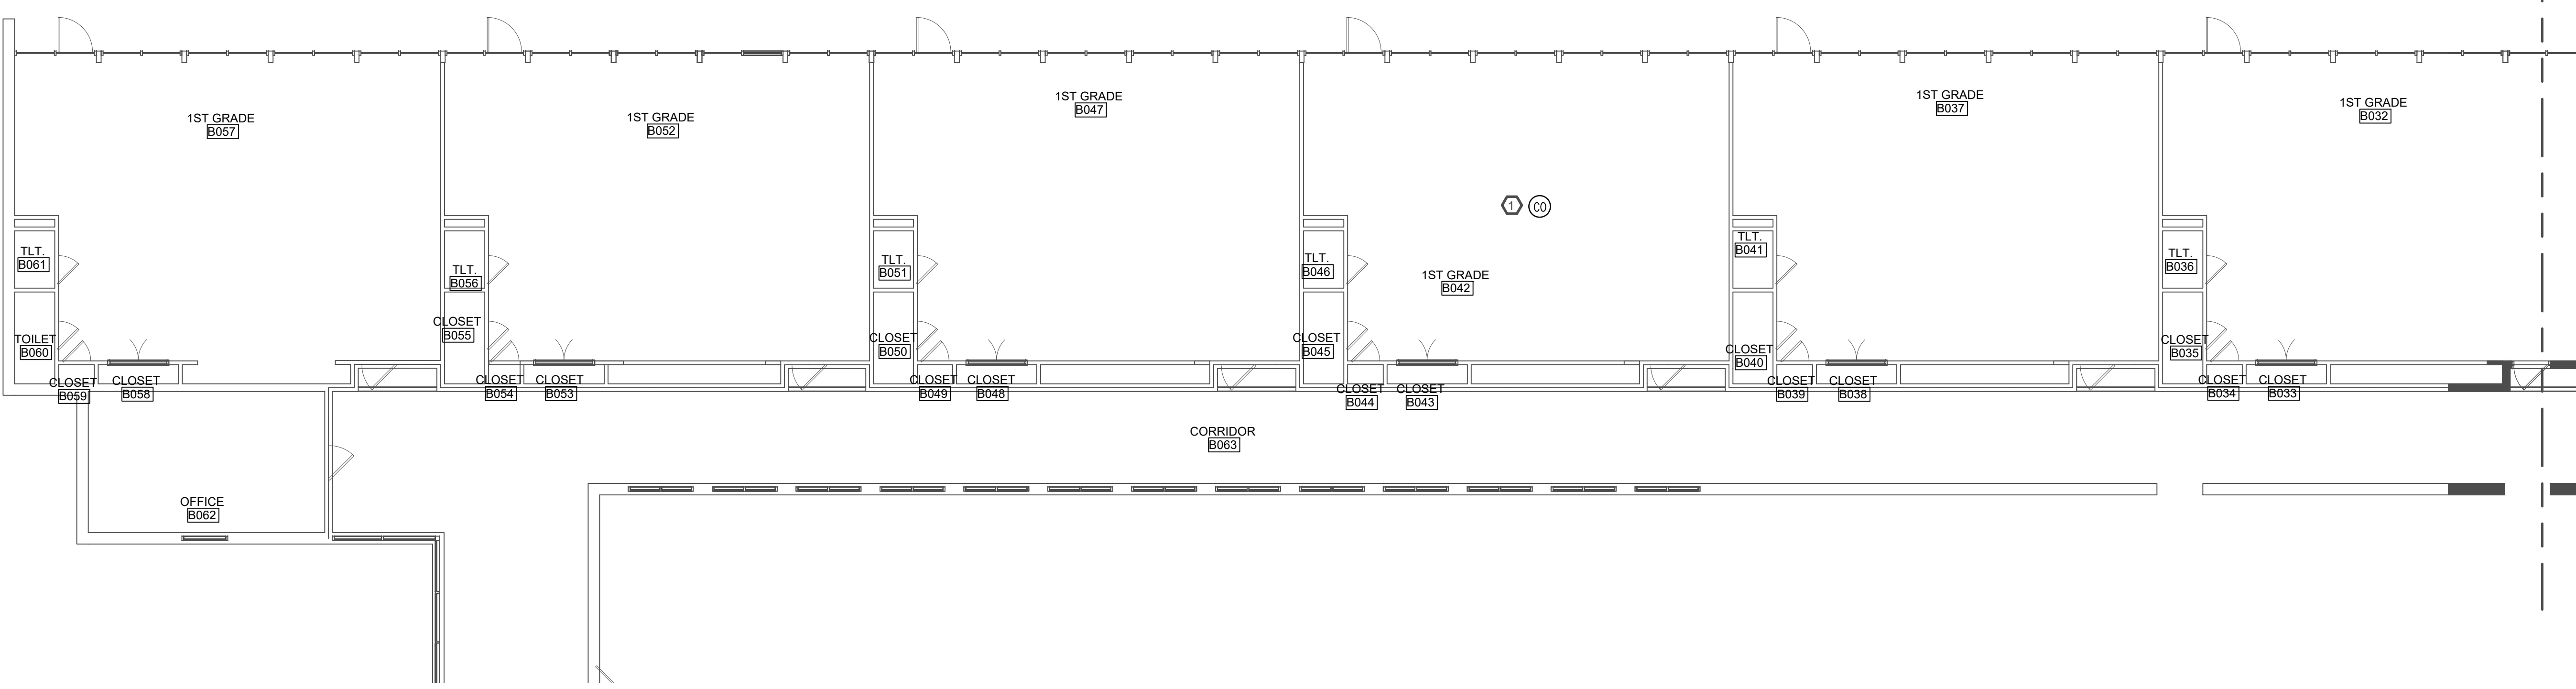 1ST GRADE
B057
1ST GRADE
B052
1ST GRADE
B047
1ST GRADE
B042
1ST GRADE
B037
1ST GRADE
B032
1
CO
TLT.
B061
TLT.
B056
TLT.
B051
TLT.
B046
TLT.
B041
TLT.
B036
TOILET
B060
CLOSET
B055
CLOSET
B050
CLOSET
B045
CLOSET
B040
CLOSET
B035
CLOSET
B059
CLOSET
B058
CLOSET
B054
CLOSET
B053
CLOSET
B049
CLOSET
B048
CLOSET
B044
CLOSET
B043
CLOSET
B039
CLOSET
B038
CLOSET
B034
CLOSET
B033
CORRIDOR
B063
OFFICE
B062